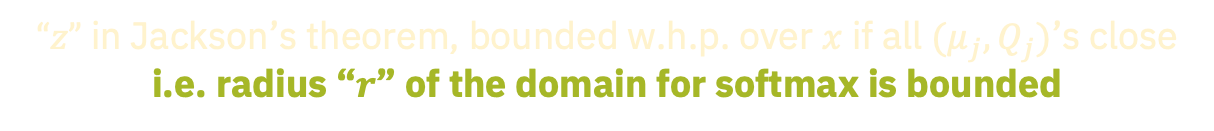 “z” in Jackson’s theorem, bounded w.h.p. over x if all (μⱼ, Qⱼ)’s close
i.e. radius “r” of the domain for softmax is bounded